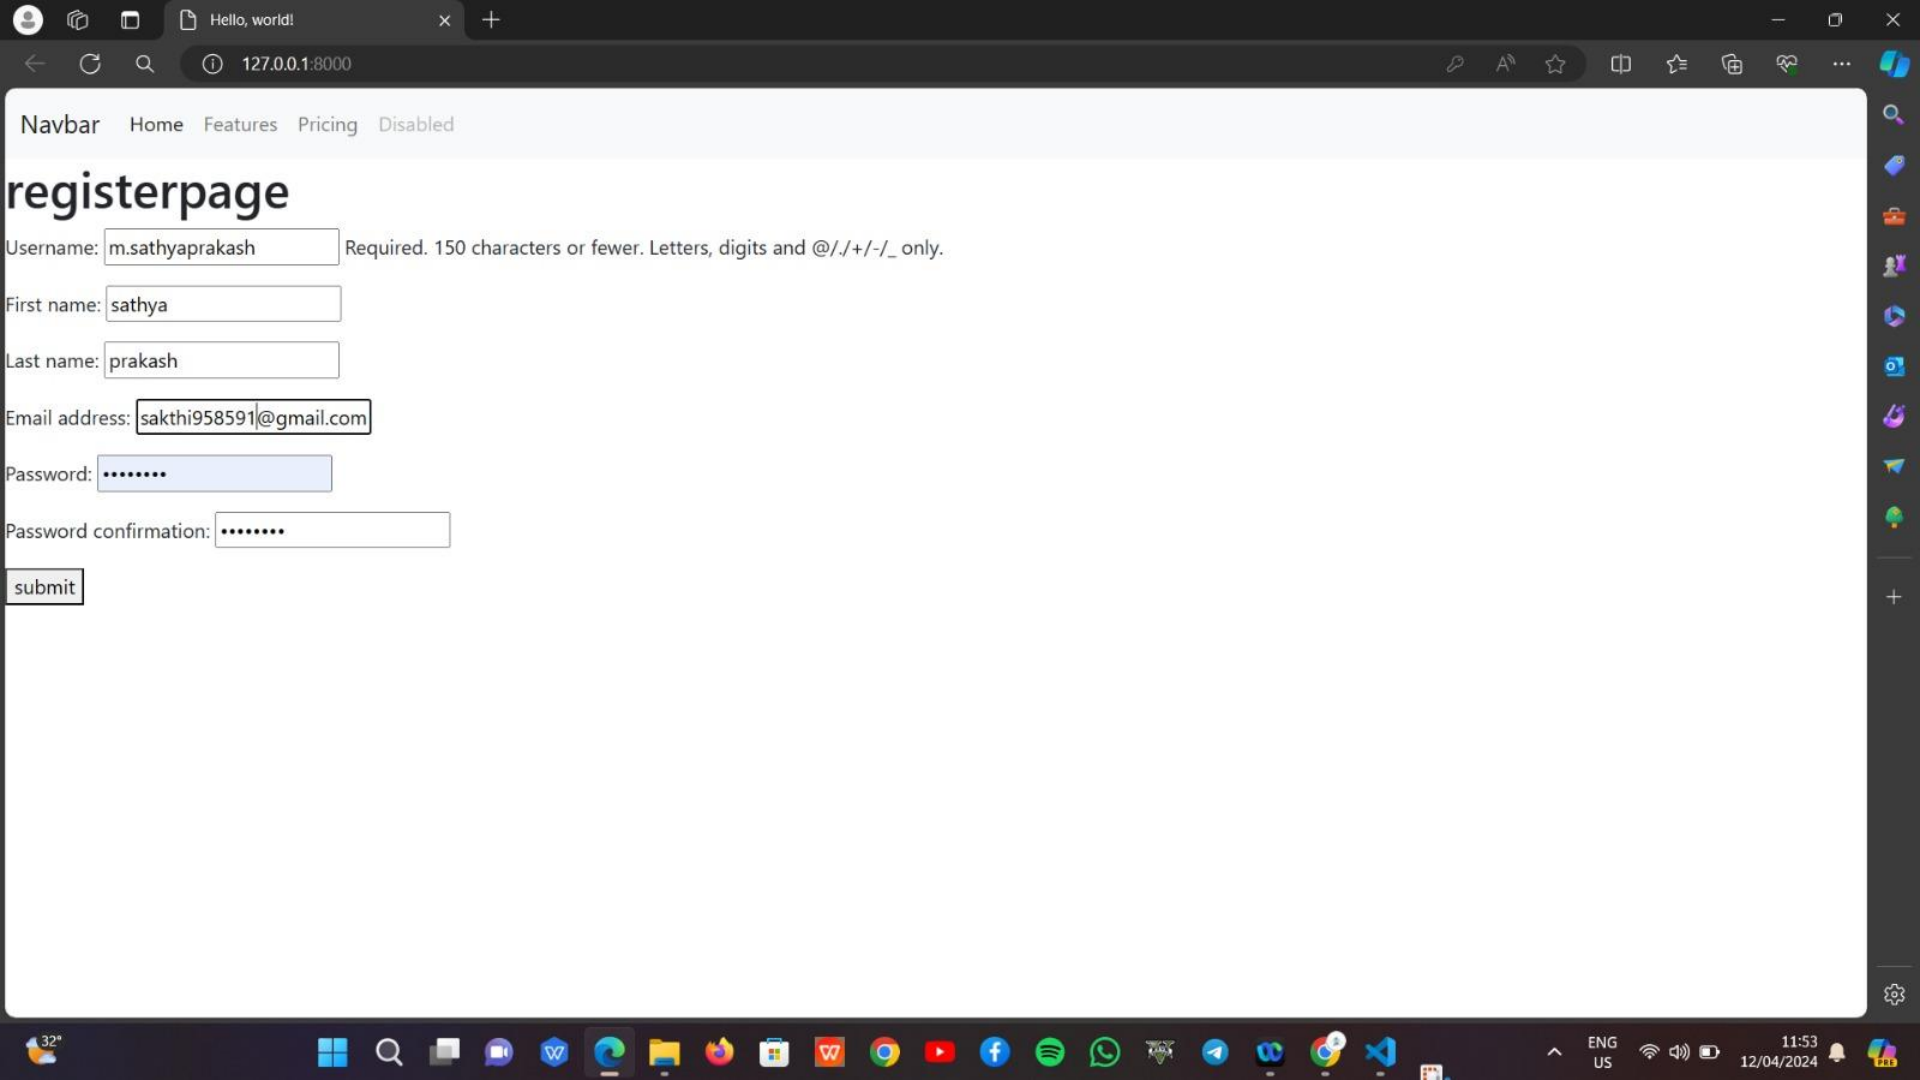 Hello, world!
127.0.0.1:8000
Navbar Home Features Pricing Disabled
registerpage
Username: m.sathyaprakash Required. 150 characters or fewer. Letters, digits and @/./+/-/_ only.
First name: sathya
Last name: prakash
Email address: sakthi958591@gmail.com
Password: ••••••••
Password confirmation: ••••••••
submit
32°
ENG
US
11:53
12/04/2024
PRE